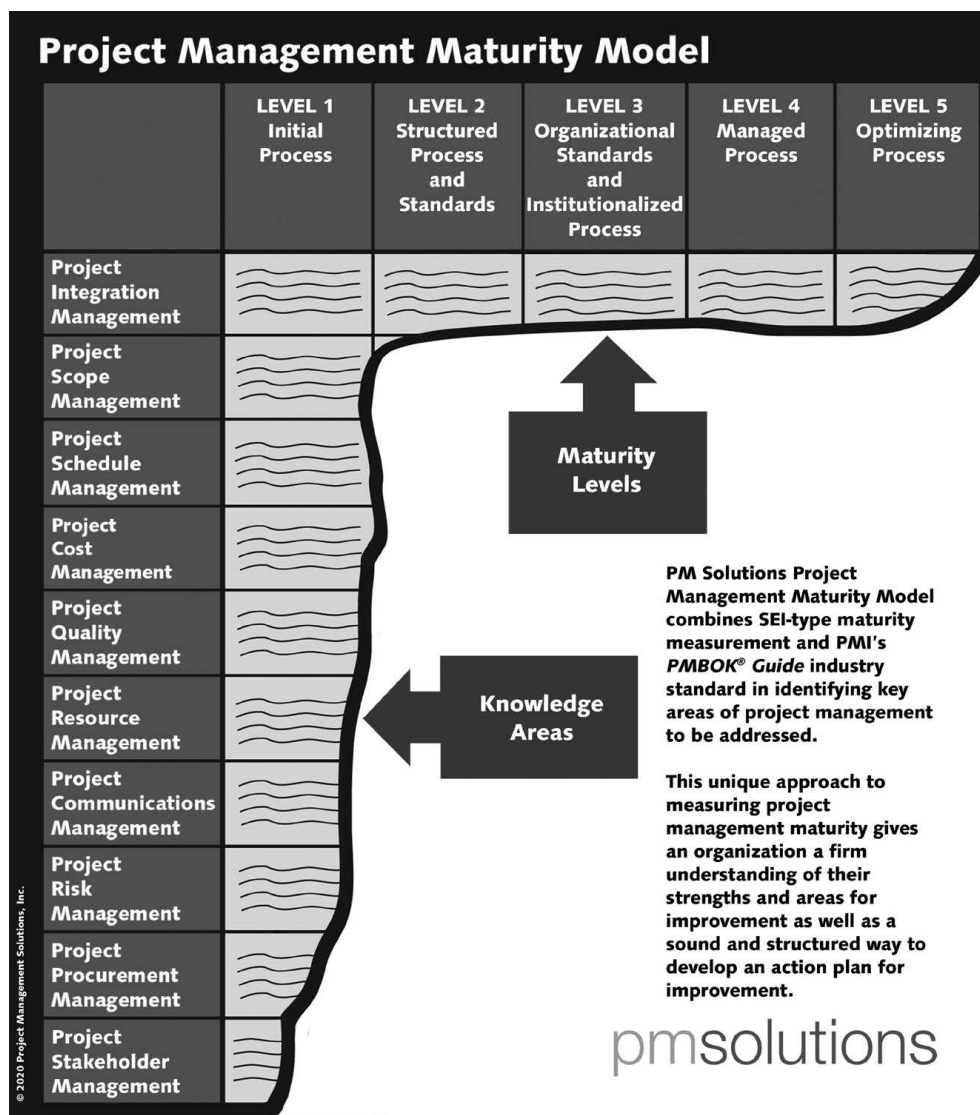 Project Management Maturity Model
LEVEL 1
Initial
Process
LEVEL 2
Structured
Process
and
Standards
LEVEL 3
Organizational
Standards
and
Institutionalized
Process
LEVEL 4
Managed
Process
LEVEL 5
Optimizing
Process
Project
Integration
Management
Project
Scope
Management
Project
Schedule
Management
Project
Cost
Management
Project
Quality
Management
Project
Resource
Management
Project
Communications
Management
Project
Risk
Management
Project
Procurement
Management
Project
Stakeholder
Management
Maturity
Levels
Knowledge
Areas
PM Solutions Project
Management Maturity Model
combines SEI-type maturity
measurement and PMI's
PMBOK® Guide industry
standard in identifying key
areas of project management
to be addressed.
This unique approach to
measuring project
management maturity gives
an organization a firm
understanding of their
strengths and areas for
improvement as well as a
sound and structured way to
develop an action plan for
improvement.
pmsolutions
© 2020 Project Management Solutions, Inc.